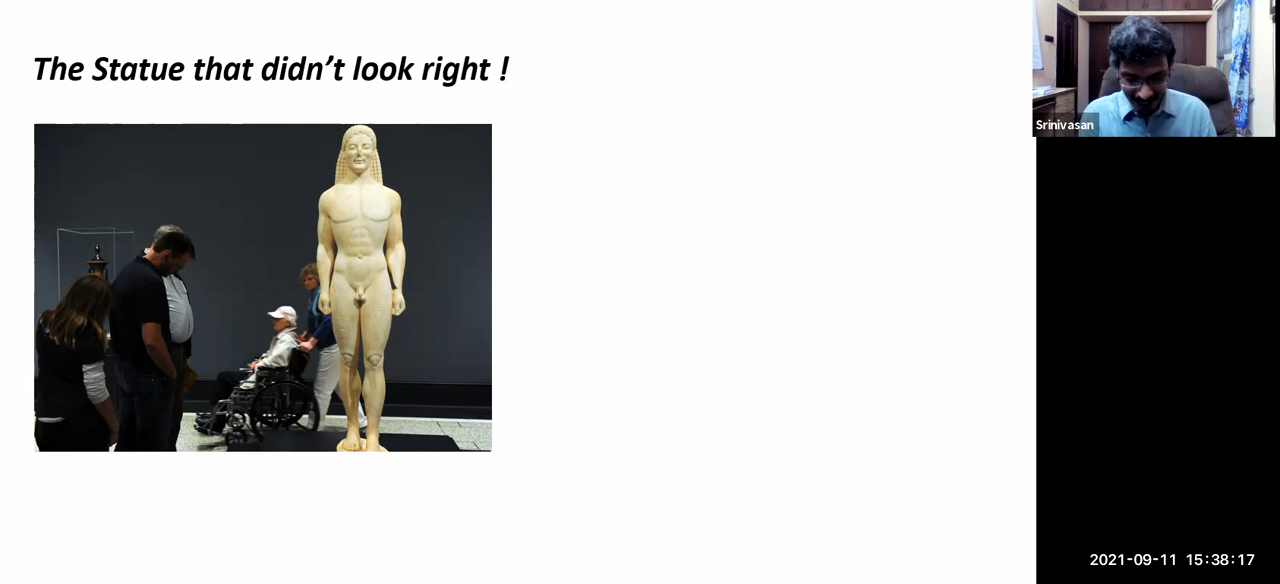 The Statue that didn’t look right !
Srinivasan
2021-09-11 15:38:17